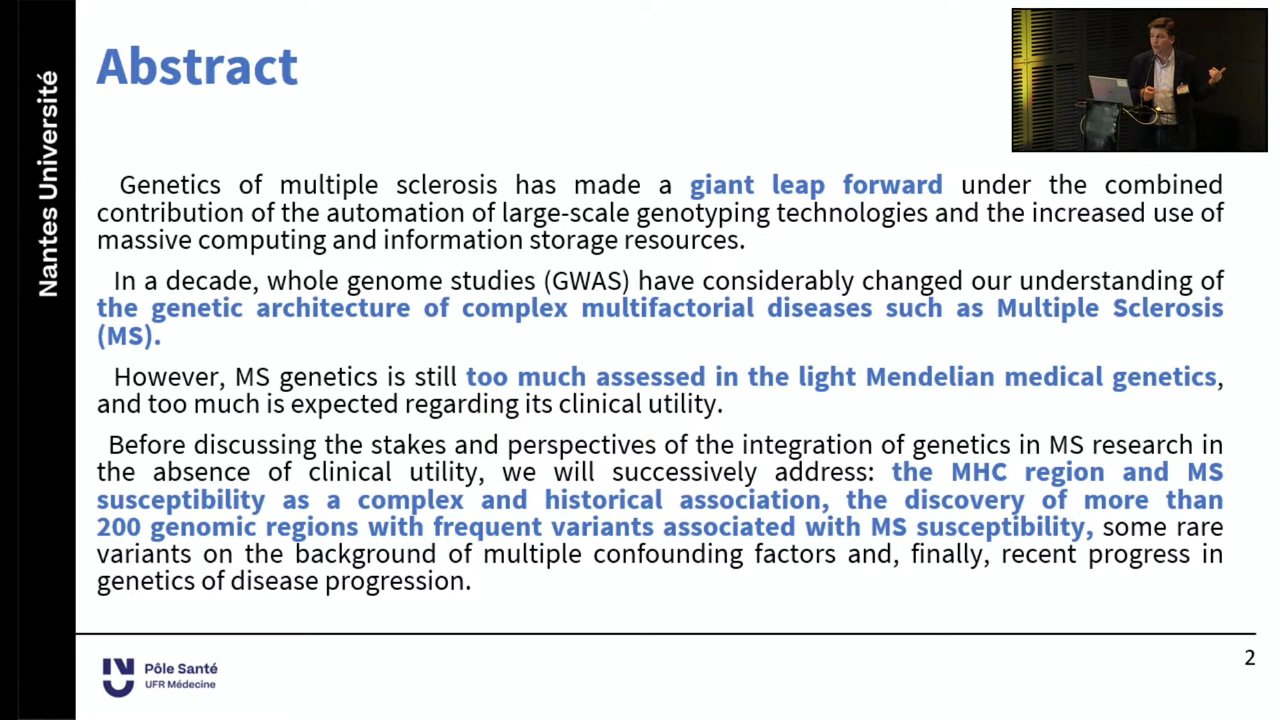 Abstract
Nantes Université
Genetics of multiple sclerosis has made a giant leap forward under the combined
contribution of the automation of large-scale genotyping technologies and the increased use of
massive computing and information storage resources.
In a decade, whole genome studies (GWAS) have considerably changed our understanding of
the genetic architecture of complex multifactorial diseases such as Multiple Sclerosis
(MS).
However, MS genetics is still too much assessed in the light Mendelian medical genetics,
and too much is expected regarding its clinical utility.
Before discussing the stakes and perspectives of the integration of genetics in MS research in
the absence of clinical utility, we will successively address: the MHC region and MS
susceptibility as a complex and historical association, the discovery of more than
200 genomic regions with frequent variants associated with MS susceptibility, some rare
variants on the background of multiple confounding factors and, finally, recent progress in
genetics of disease progression.
2
Pôle Santé
UFR Médecine